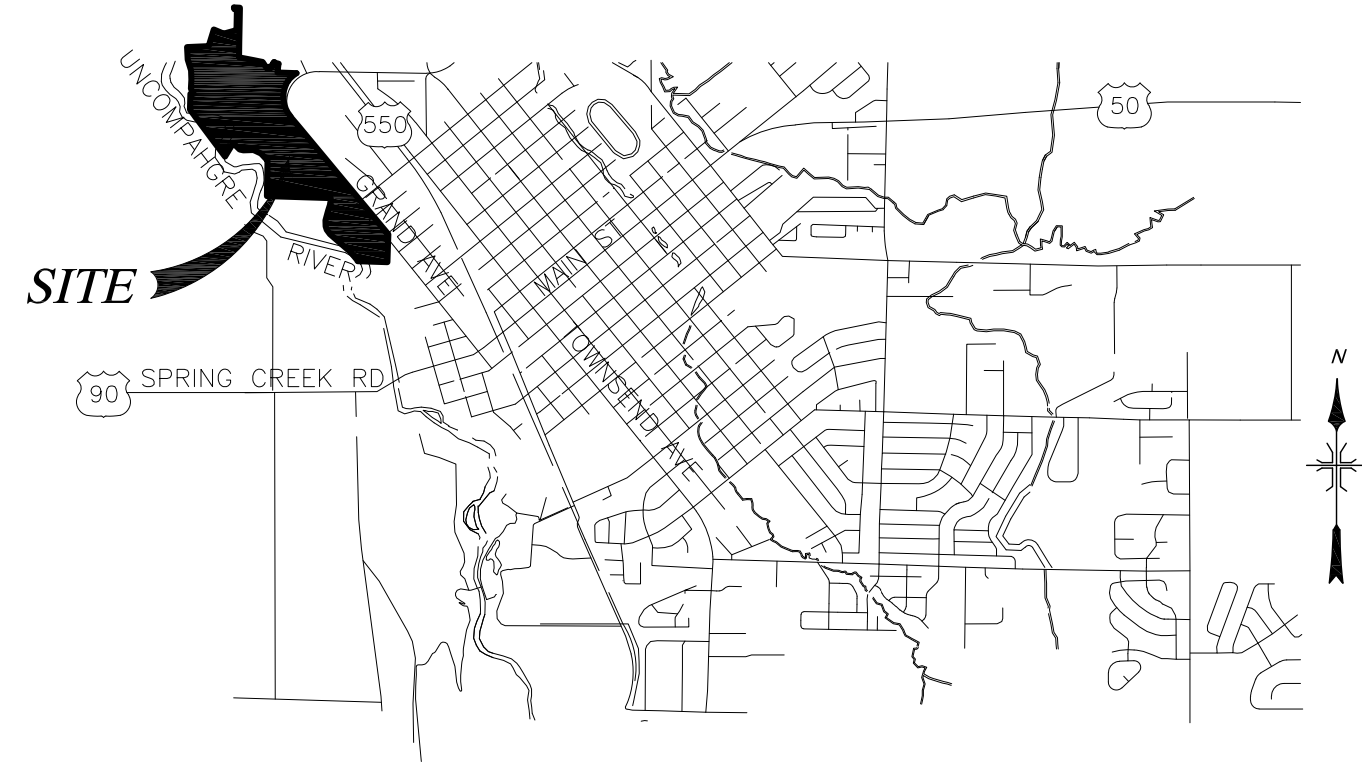 UNCOMPAHGRE
RIVER
550
50
GRAND AVE
MAIN ST
SITE
TOWNSEND AVE
90
SPRING CREEK RD
N